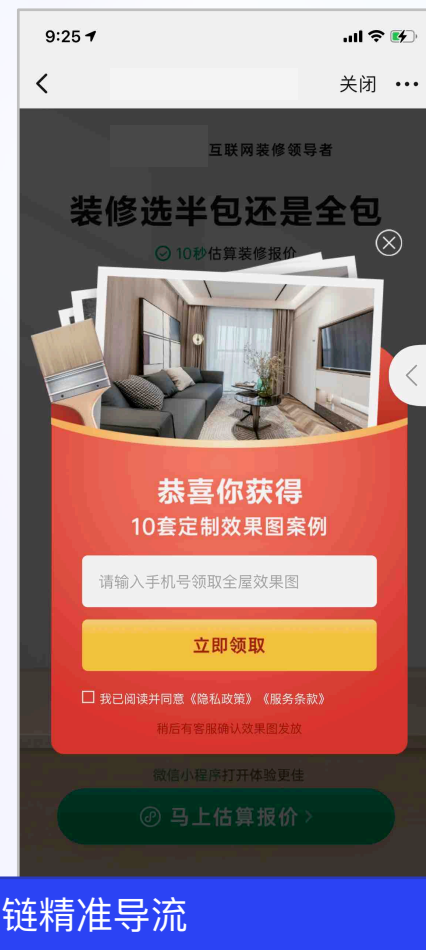 9:25
关闭
互联网装修领导者
装修选半包还是全包
10秒估算装修报价
恭喜你获得
10套定制效果图案例
请输入手机号领取全屋效果图
立即领取
我已阅读并同意《隐私政策》《服务条款》
稍后有客服确认效果图发放
微信小程序打开体验更佳
马上估算报价
链精准导流